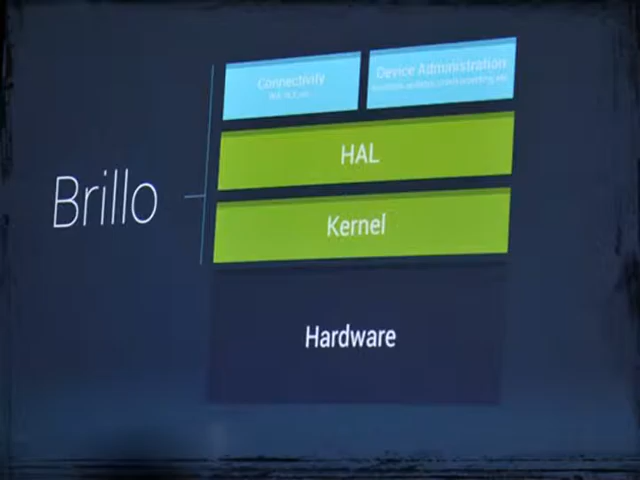 Connectivity
Device Administration
HAL
Brillo
Kernel
Hardware